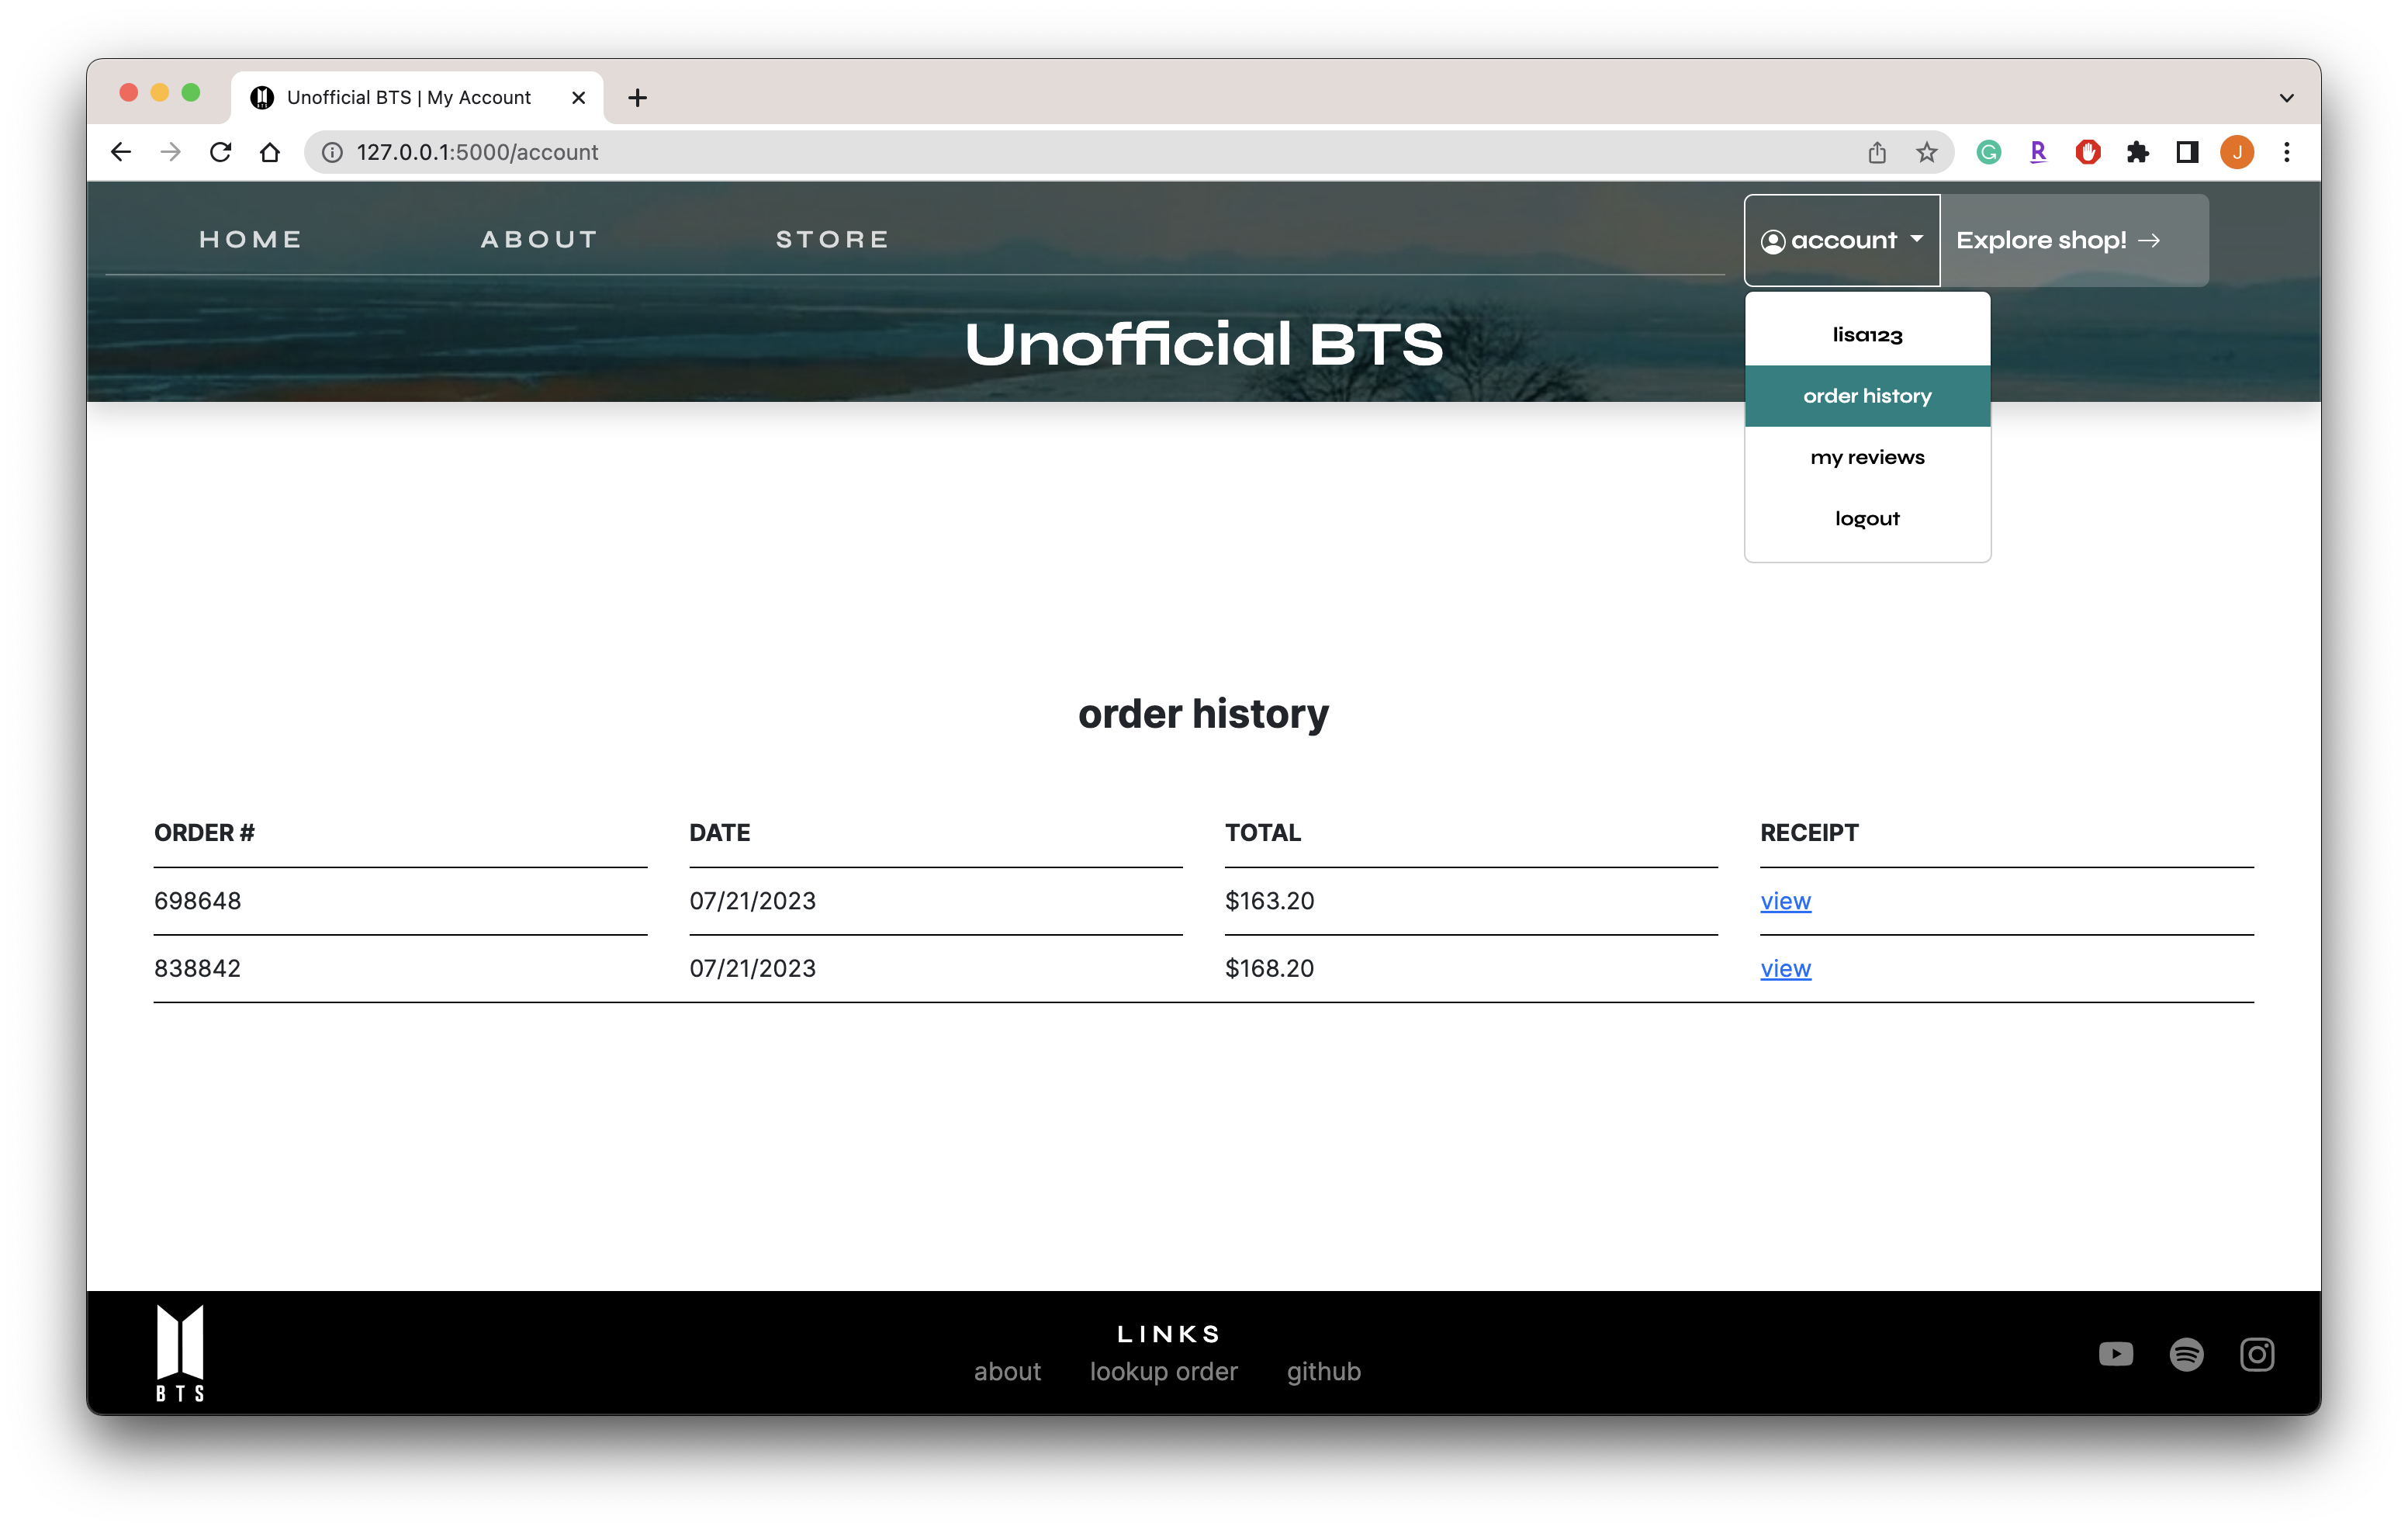 Unofficial BTS | My Account
127.0.0.1:5000/account
J
HOME ABOUT STORE account Explore shop! →
Unofficial BTS
lisa123
order history
my reviews
logout
order history
ORDER # DATE TOTAL RECEIPT
698648 07/21/2023 $163.20 view
838842 07/21/2023 $168.20 view
BTS
LINKS
about lookup order github